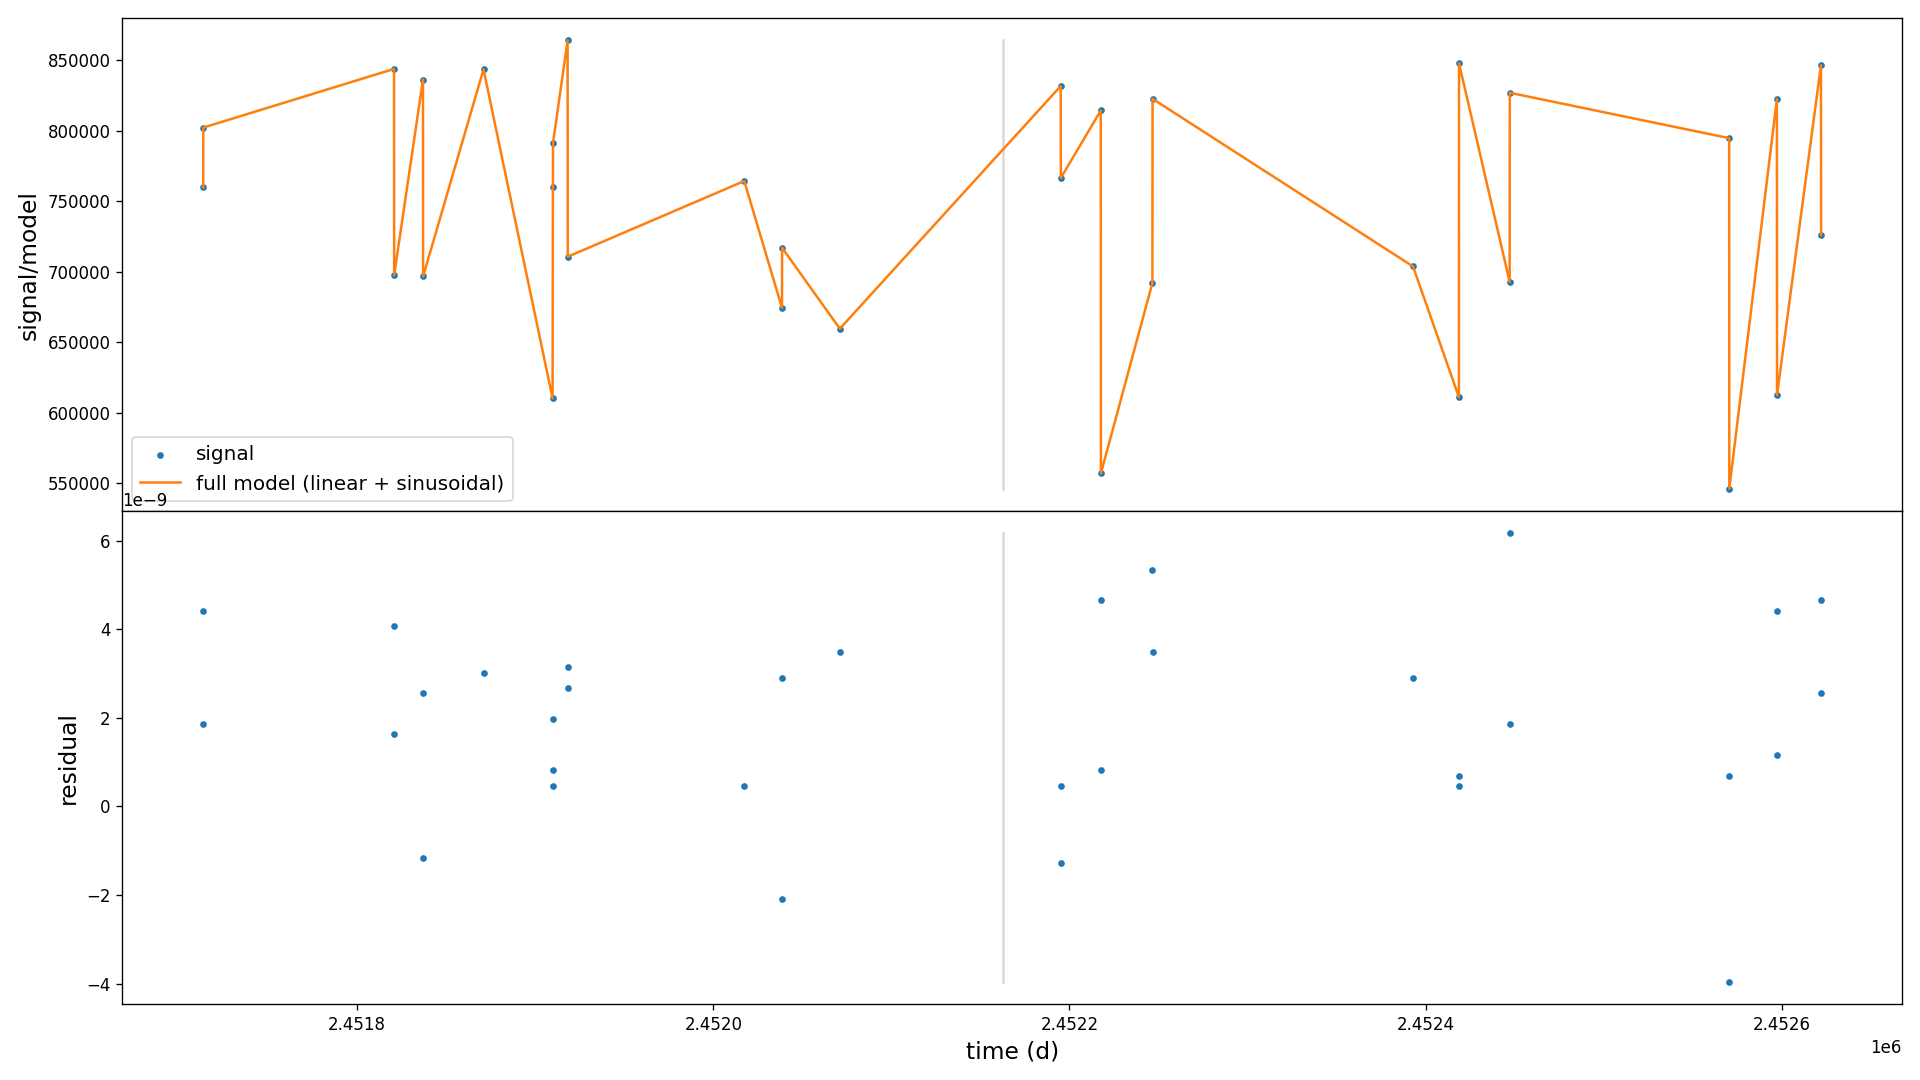 850000
800000
750000
700000
650000
600000
550000
signal/model
signal
full model (linear + sinusoidal)
1e−9
6
4
2
0
−2
−4
residual
2.4518
2.4520
2.4522
2.4524
2.4526
time (d)
1e6